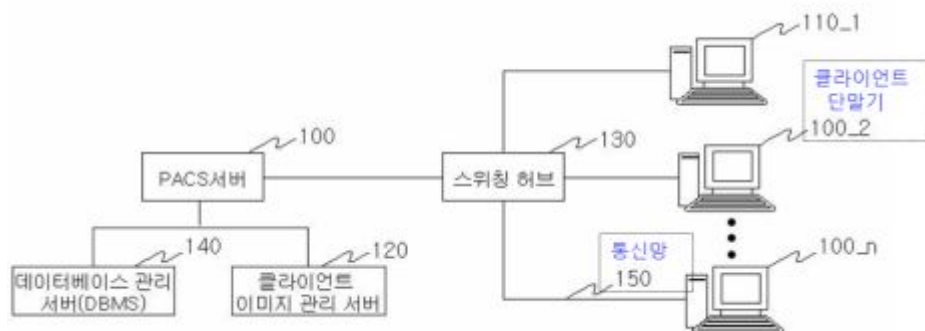 110_1
클라이언트
단말기
100
130
100_2
PACS서버
스위칭 허브
140
120
통신망
100_n
데이터베이스 관리
서버(DBMS)
클라이언트
이미지 관리 서버
150